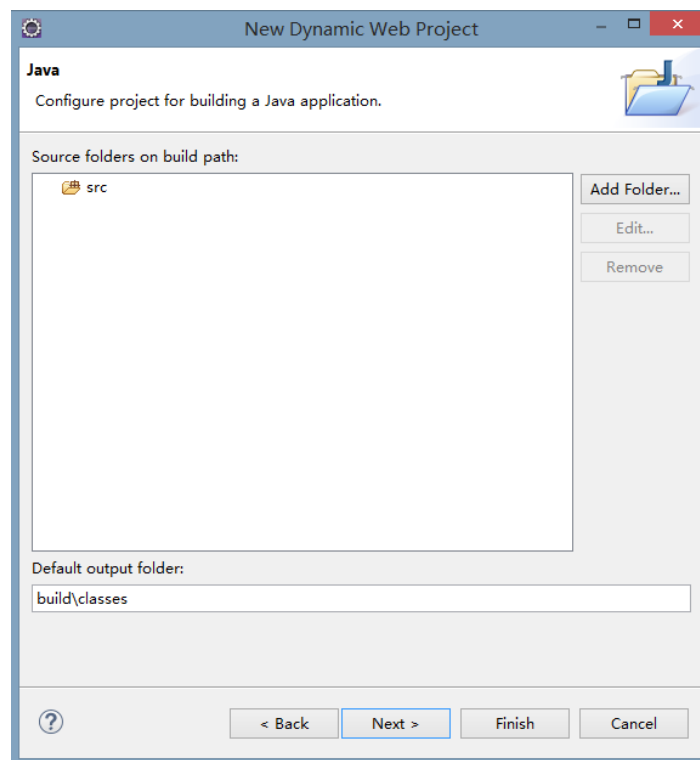 New Dynamic Web Project
Java
Configure project for building a Java application.
Source folders on build path:
src
Add Folder...
Edit...
Remove
Default output folder:
build\classes
?
< Back
Next >
Finish
Cancel